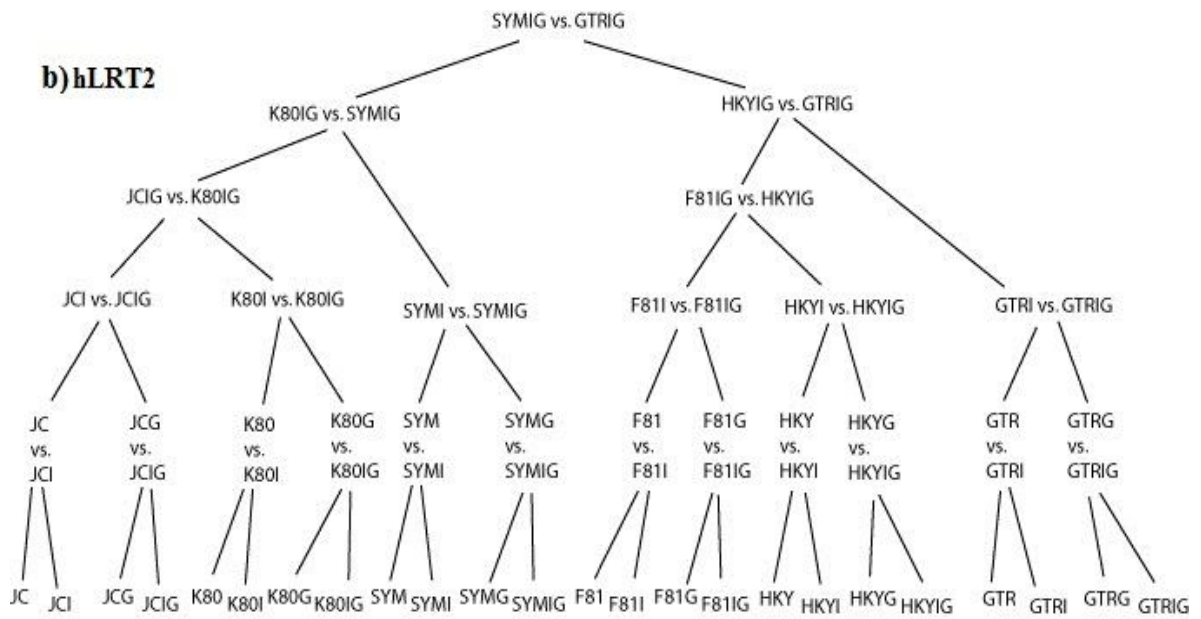 SYMIG vs. GTRIG
b) hLRT2
K80IG vs. SYMIG
HKYIG vs. GTRIG
JCIG vs. K80IG
F81IG vs. HKYIG
JCI vs. JCIG
K80I vs. K80IG
SYMI vs. SYMIG
F81I vs. F81IG
HKYI vs. HKYIG
GTRI vs. GTRIG
JC
vs.
JCI
JCG
vs.
JCIG
K80
vs.
K80I
K80G
vs.
K80IG
SYM
vs.
SYMI
SYMG
vs.
SYMIG
F81
vs.
F81I
F81G
vs.
F81IG
HKY
vs.
HKYI
HKYG
vs.
HKYIG
GTR
vs.
GTRI
GTRG
vs.
GTRIG
JC
JCI
JCG
JCIG
K80
K80I
K80G
K80IG
SYM
SYMI
SYMG
SYMIG
F81
F81I
F81G
F81IG
HKY
HKYI
HKYG
HKYIG
GTR
GTRI
GTRG
GTRIG